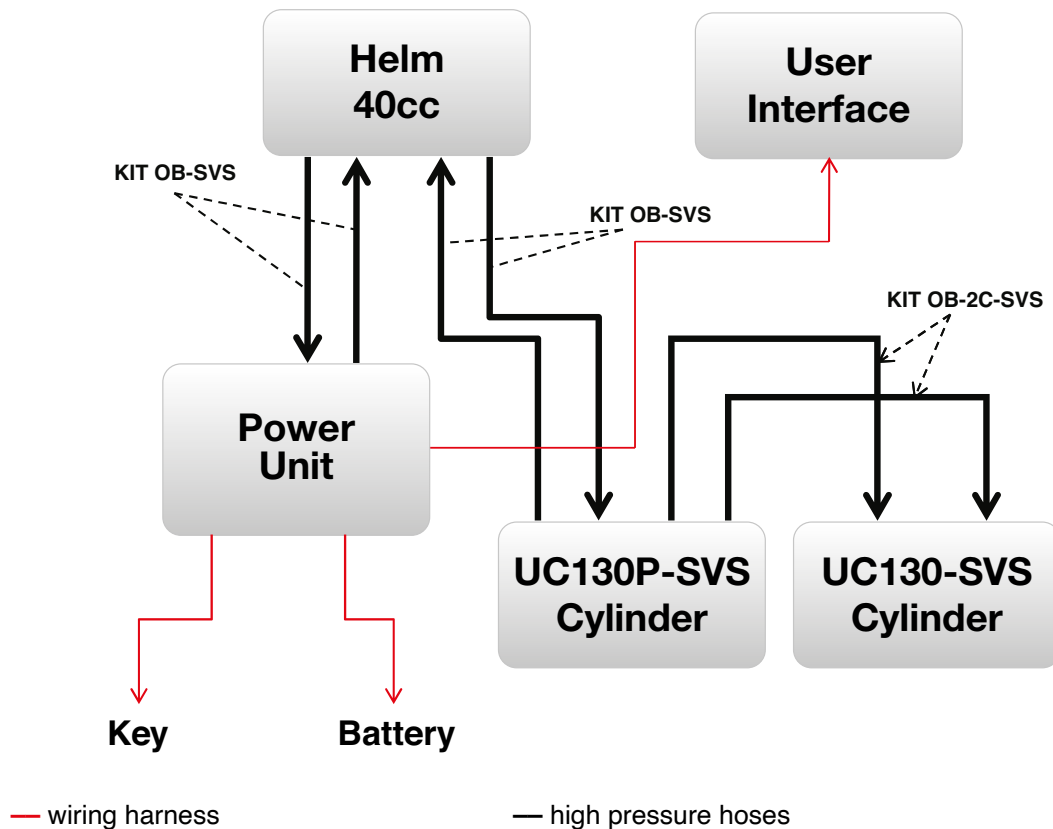 Helm
40cc
User
Interface
KIT OB-SVS
KIT OB-SVS
KIT OB-2C-SVS
Power
Unit
UC130P-SVS
Cylinder
UC130-SVS
Cylinder
Key
Battery
wiring harness
high pressure hoses